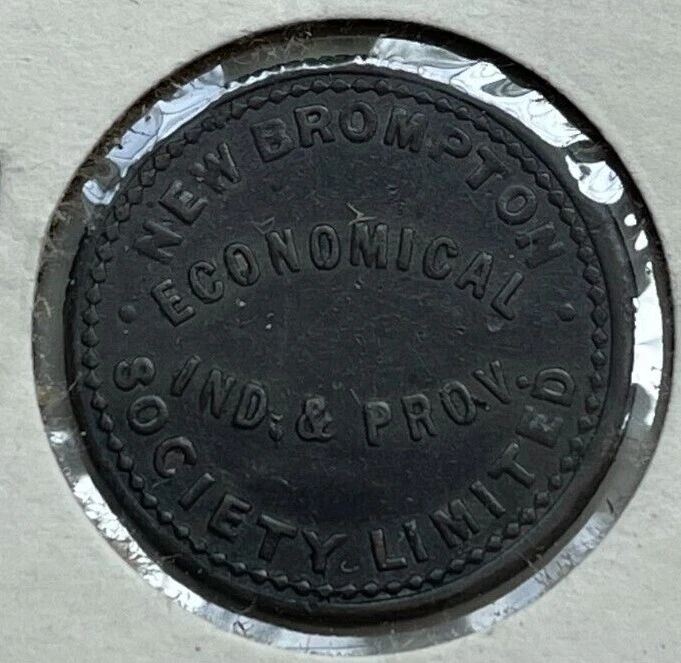 NEW BROMPTON
ECONOMICAL
IND. & PROV.
SOCIETY LIMITED